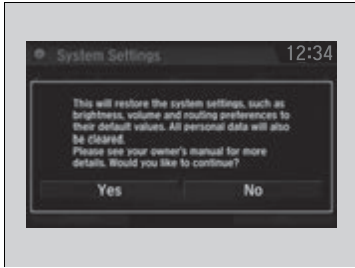 System Settings
12:34
This will restore the system settings, such as
brightness, volume and routing preferences to
their default values. All personal data will also
be cleared.
Please see your owner's manual for more
details. Would you like to continue?
Yes
No